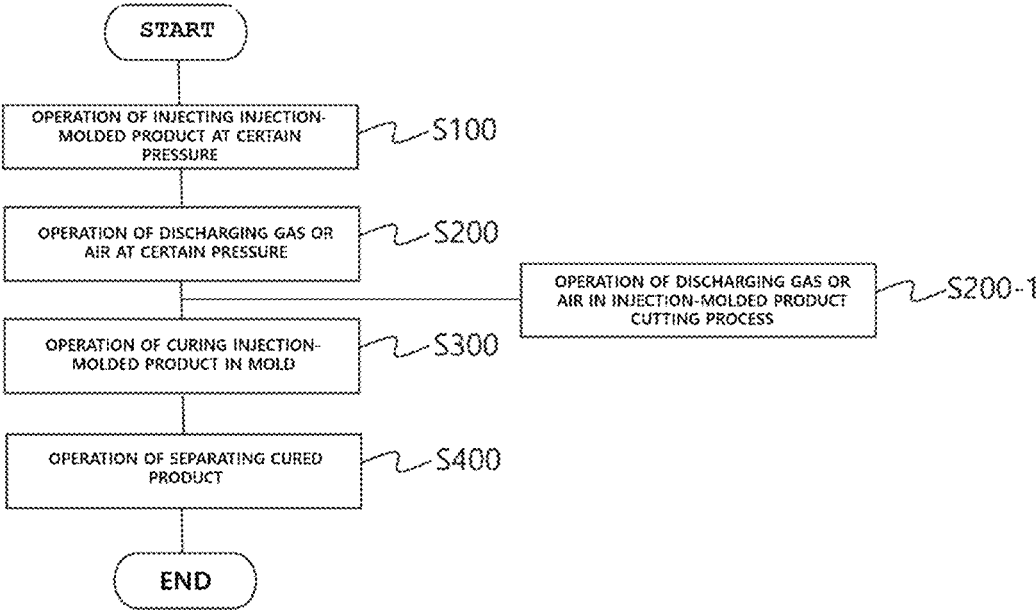 START
OPERATION OF INJECTING INJECTION-
MOLDED PRODUCT AT CERTAIN
PRESSURE
S100
OPERATION OF DISCHARGING GAS OR
AIR AT CERTAIN PRESSURE
S200
OPERATION OF DISCHARGING GAS OR
AIR IN INJECTION-MOLDED PRODUCT
CUTTING PROCESS
S200-1
OPERATION OF CURING INJECTION-
MOLDED PRODUCT IN MOLD
S300
OPERATION OF SEPARATING CURED
PRODUCT
S400
END